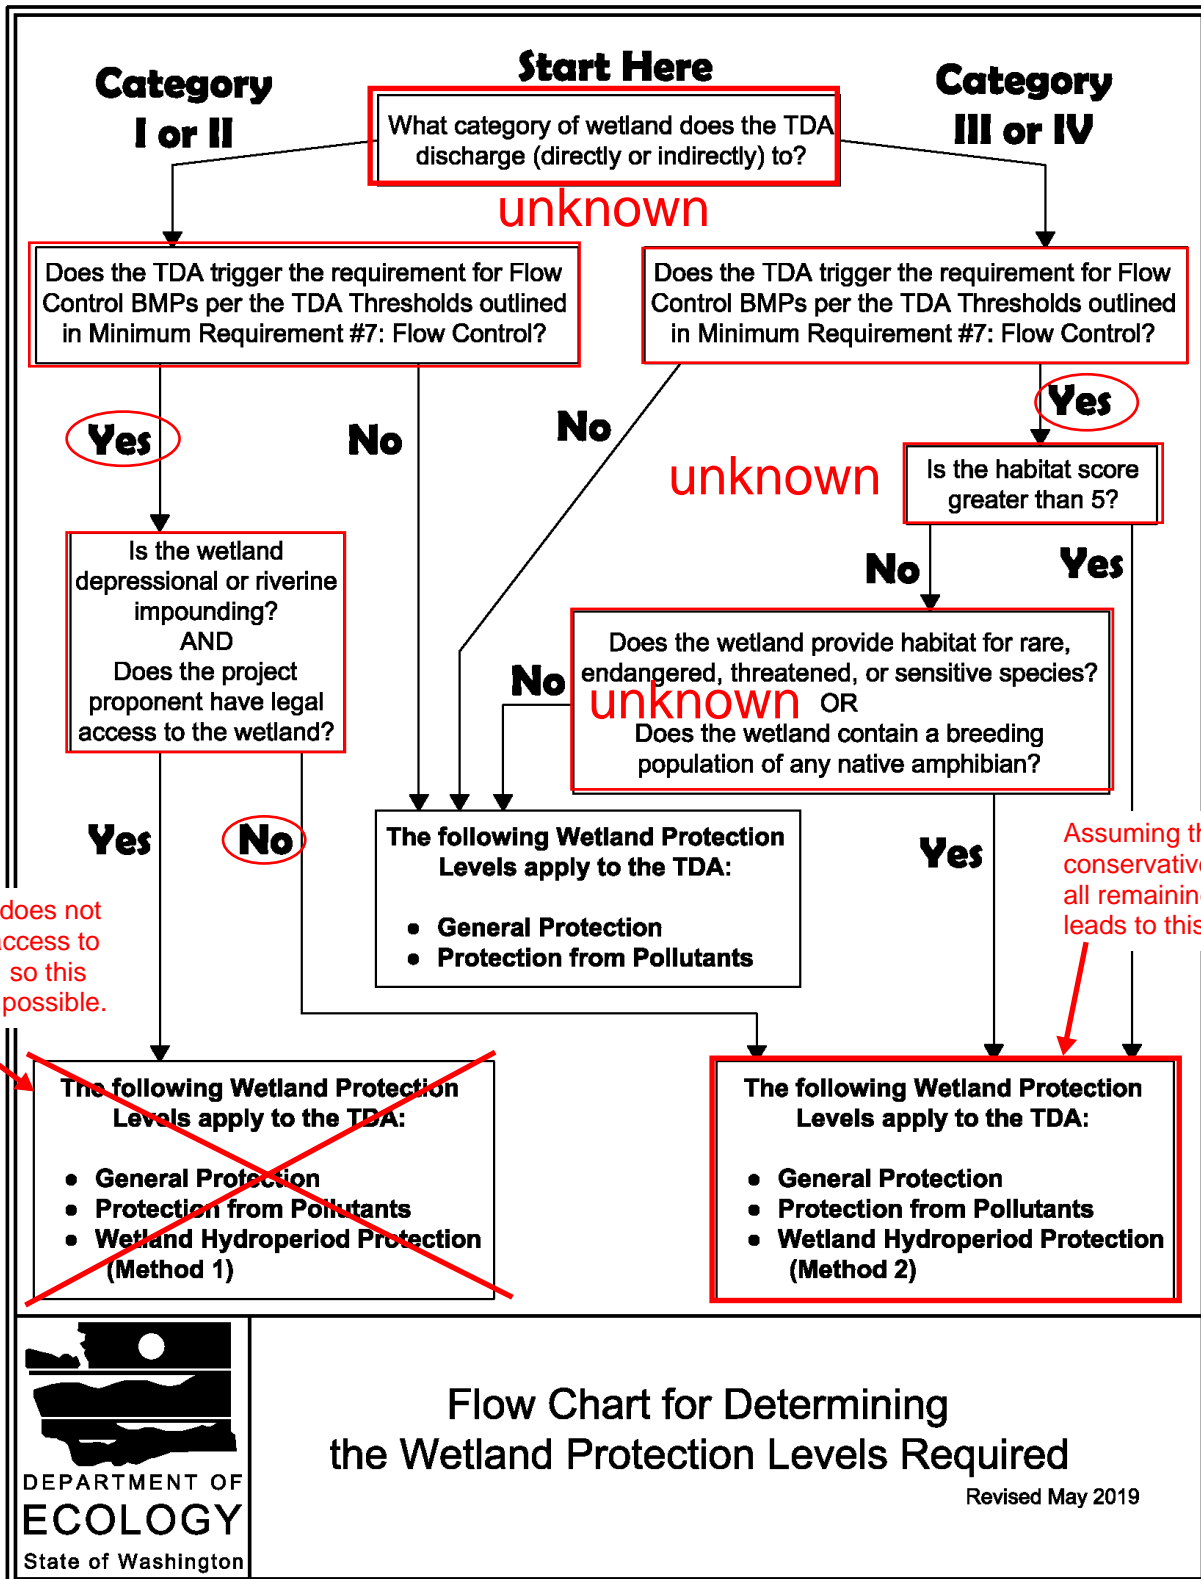 Start Here
Category
I or II
Category
III or IV
What category of wetland does the TDA
discharge (directly or indirectly) to?
unknown
Does the TDA trigger the requirement for Flow
Control BMPs per the TDA Thresholds outlined
in Minimum Requirement #7: Flow Control?
Does the TDA trigger the requirement for Flow
Control BMPs per the TDA Thresholds outlined
in Minimum Requirement #7: Flow Control?
Yes
No
No
Yes
unknown
Is the habitat score
greater than 5?
Is the wetland
depressional or riverine
impounding?
AND
Does the project
proponent have legal
access to the wetland?
No
Yes
Does the wetland provide habitat for rare,
endangered, threatened, or sensitive species?
unknown OR
Does the wetland contain a breeding
population of any native amphibian?
No
Yes
No
The following Wetland Protection
Levels apply to the TDA:
• General Protection
• Protection from Pollutants
Yes
Assuming
conservative
all remaining
leads to this
does not
access to
so this
possible.
The following Wetland Protection
Levels apply to the TDA:
• General Protection
• Protection from Pollutants
• Wetland Hydroperiod Protection
(Method 1)
The following Wetland Protection
Levels apply to the TDA:
• General Protection
• Protection from Pollutants
• Wetland Hydroperiod Protection
(Method 2)
DEPARTMENT OF
ECOLOGY
State of Washington
Flow Chart for Determining
the Wetland Protection Levels Required
Revised May 2019